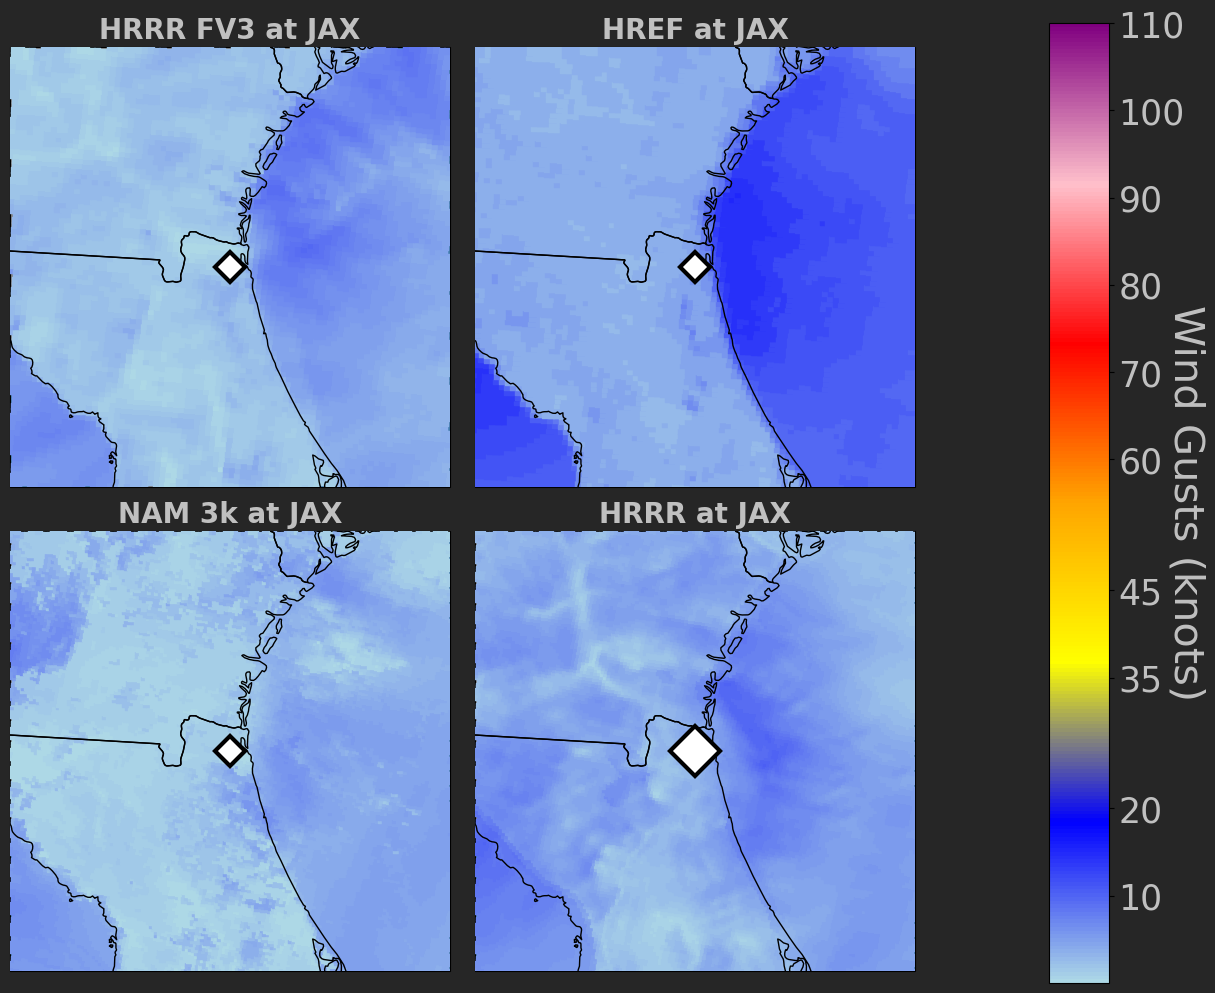 HRRR FV3 at JAX
HREF at JAX
NAM 3k at JAX
HRRR at JAX
110
100
90
80
70
60
45
35
20
10
Wind Gusts (knots)